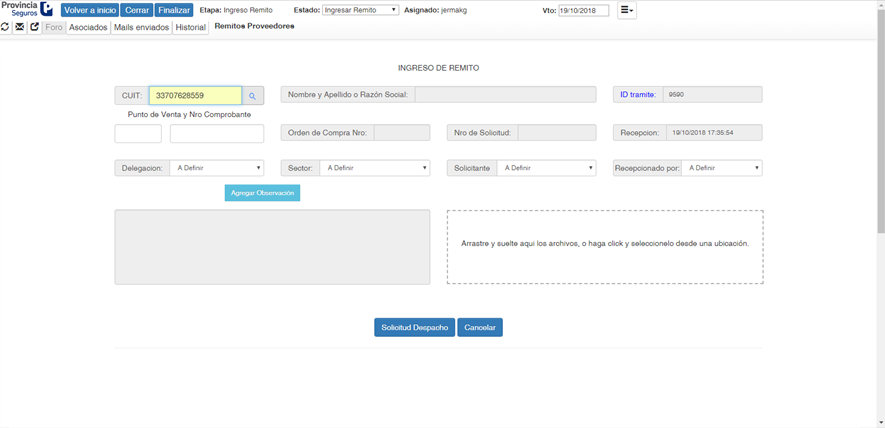 Provincia
Seguros
Volver a inicio Cerrar Finalizar Etapa: Ingreso Remito Estado: Ingresar Remito Asignado: jermakg Vto: 19/10/2018
Foro Asociados Mails enviados Historial Remitos Proveedores
INGRESO DE REMITO
CUIT: 33707628559 Nombre y Apellido o Razón Social: ID tramite: 9590
Punto de Venta y Nro Comprobante
Orden de Compra Nro: Nro de Solicitud: Recepcion: 19/10/2018 17:35:54
Delegacion: A Definir Sector: A Definir Solicitante A Definir Recepcionado por: A Definir
Agregar Observación
Arrastre y suelte aqui los archivos, o haga click y seleccionelo desde una ubicación.
Solicitud Despacho Cancelar